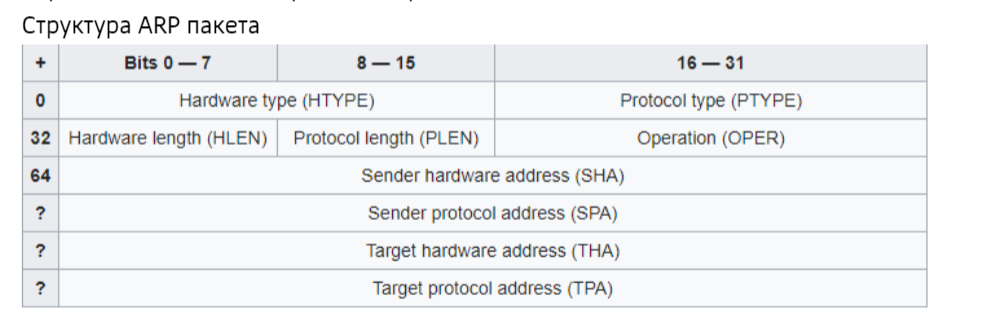 Структура ARP пакета
+ Bits 0 — 7 8 — 15 16 — 31
0 Hardware type (HTYPE) Protocol type (PTYPE)
32 Hardware length (HLEN) Protocol length (PLEN) Operation (OPER)
64 Sender hardware address (SHA)
? Sender protocol address (SPA)
? Target hardware address (THA)
? Target protocol address (TPA)